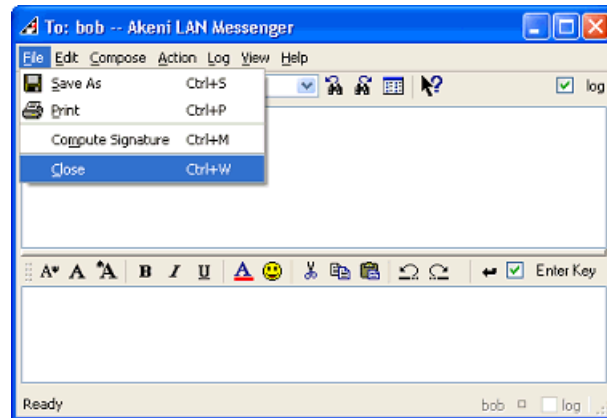 To: bob -- Akeni LAN Messenger
File Edit Compose Action Log View Help
Save As Ctrl+S
log
Print Ctrl+P
Compute Signature Ctrl+M
Close Ctrl+W
A A A B I U A Enter Key
Ready bob log